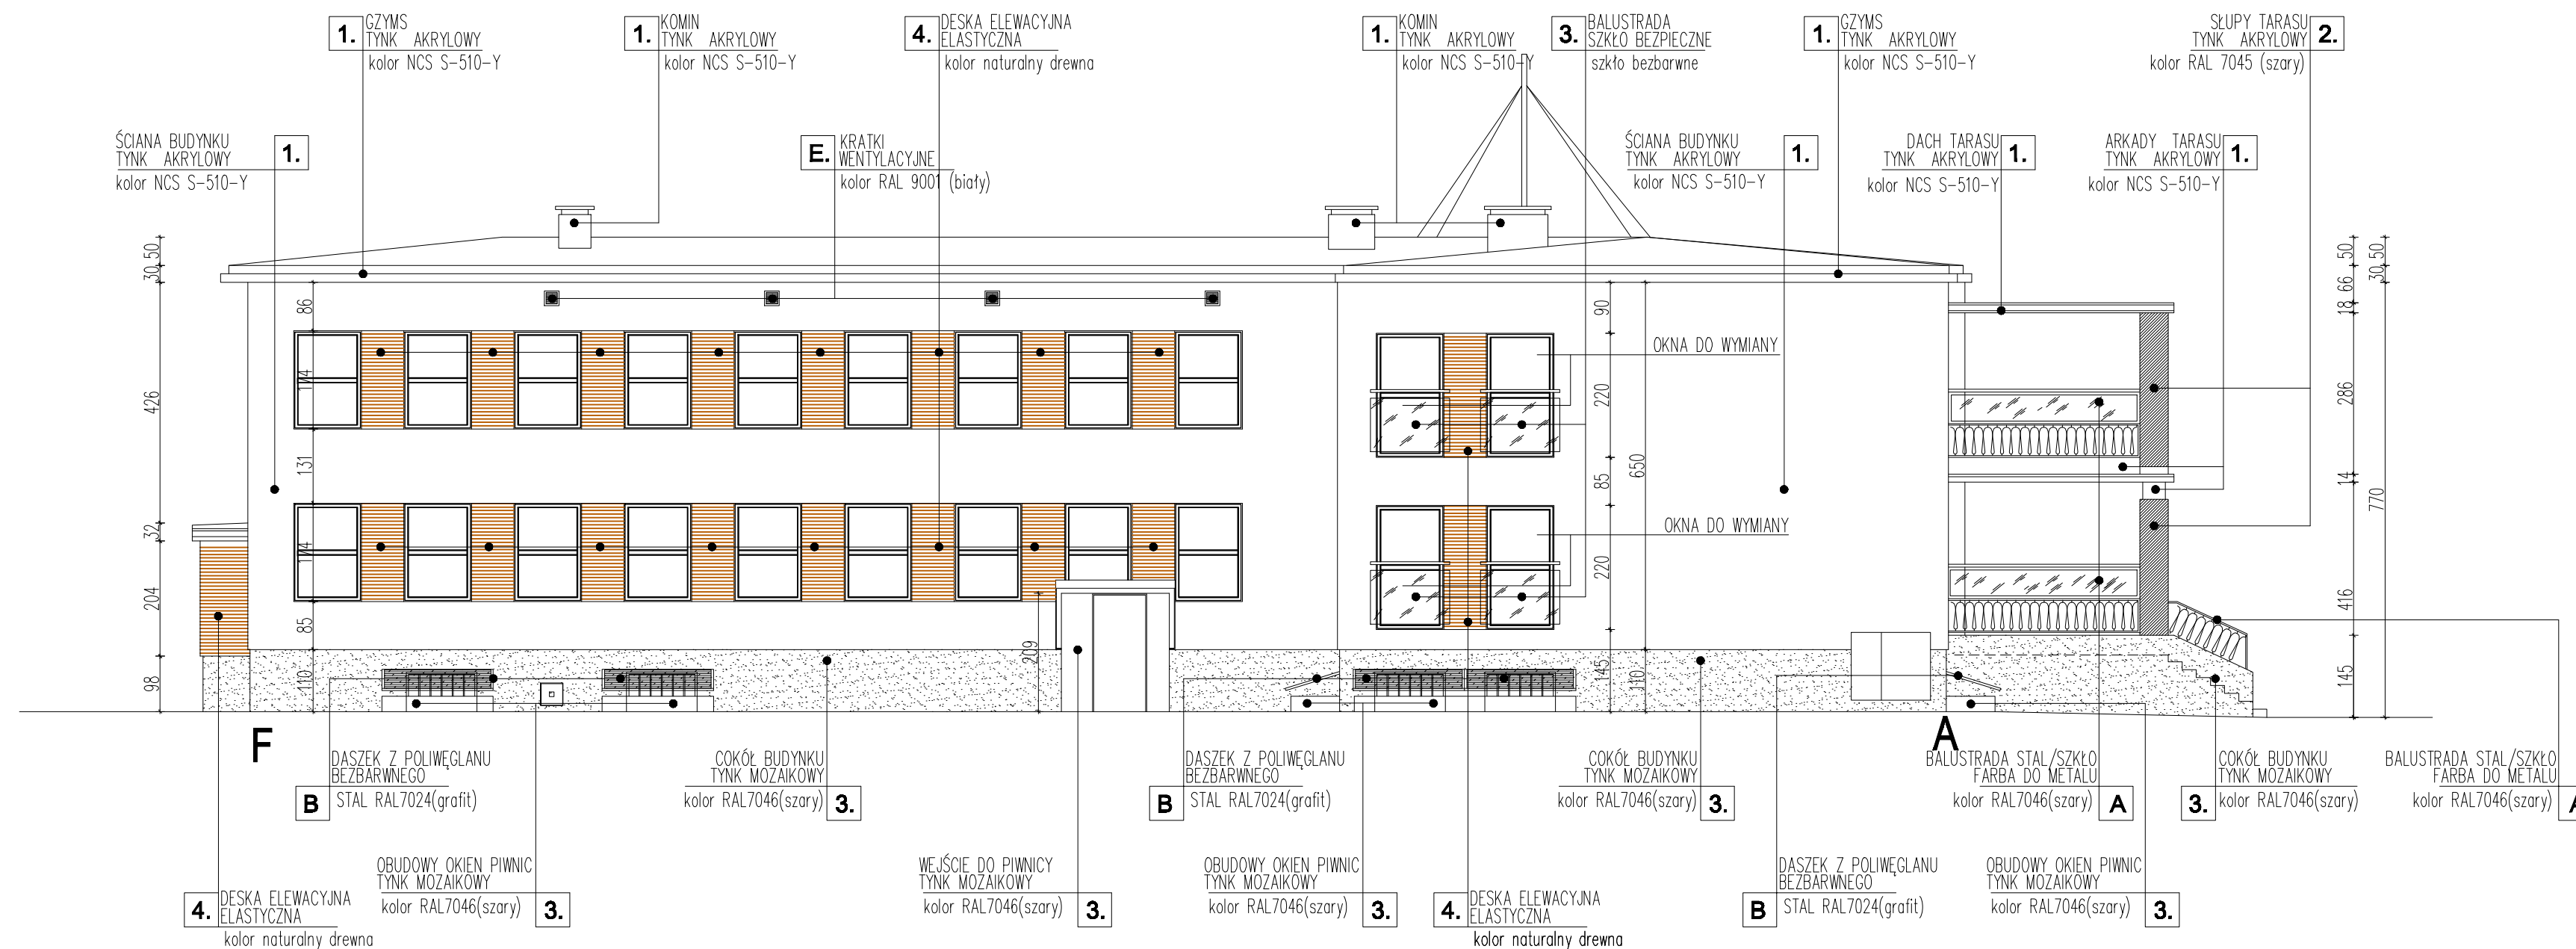 1.
GZYMS
TYNK AKRYLOWY
kolor NCS S-510-Y
1.
KOMIN
TYNK AKRYLOWY
kolor NCS S-510-Y
4.
DESKA ELEWACYJNA
ELASTYCZNA
kolor naturalny drewna
1.
KOMIN
TYNK AKRYLOWY
kolor NCS S-510-Y
3.
BALUSTRADA
SZKŁO BEZPIECZNE
szkło bezbarwne
1.
GZYMS
TYNK AKRYLOWY
kolor NCS S-510-Y
SŁUPY TARASU
TYNK AKRYLOWY
kolor RAL 7045 (szary)
2.
ŚCIANA BUDYNKU
TYNK AKRYLOWY
kolor NCS S-510-Y
1.
E.
KRATKI
WENTYLACYJNE
kolor RAL 9001 (biały)
ŚCIANA BUDYNKU
TYNK AKRYLOWY
kolor NCS S-510-Y
1.
DACH TARASU
TYNK AKRYLOWY
kolor NCS S-510-Y
1.
ARKADY TARASU
TYNK AKRYLOWY
kolor NCS S-510-Y
1.
50
30
426
32
204
98
86
174
131
174
85
110
209
OKNA DO WYMIANY
OKNA DO WYMIANY
90
220
85
220
145
650
110
50
66
18
286
14
416
145
50
30
770
F
A
DASZEK Z POLIWĘGLANU
BEZBARWNEGO
B
STAL RAL7024(grafit)
COKÓŁ BUDYNKU
TYNK MOZAIKOWY
kolor RAL7046(szary)
3.
DASZEK Z POLIWĘGLANU
BEZBARWNEGO
B
STAL RAL7024(grafit)
COKÓŁ BUDYNKU
TYNK MOZAIKOWY
kolor RAL7046(szary)
3.
BALUSTRADA STAL/SZKŁO
FARBA DO METALU
kolor RAL7046(szary)
A
COKÓŁ BUDYNKU
TYNK MOZAIKOWY
3.
kolor RAL7046(szary)
BALUSTRADA STAL/SZKŁO
FARBA DO METALU
kolor RAL7046(szary)
A
4.
DESKA ELEWACYJNA
ELASTYCZNA
kolor naturalny drewna
OBUDOWY OKIEN PIWNIC
TYNK MOZAIKOWY
kolor RAL7046(szary)
3.
WEJŚCIE DO PIWNICY
TYNK MOZAIKOWY
kolor RAL7046(szary)
3.
OBUDOWY OKIEN PIWNIC
TYNK MOZAIKOWY
kolor RAL7046(szary)
3.
4.
DESKA ELEWACYJNA
ELASTYCZNA
kolor naturalny drewna
DASZEK Z POLIWĘGLANU
BEZBARWNEGO
B
STAL RAL7024(grafit)
OBUDOWY OKIEN PIWNIC
TYNK MOZAIKOWY
kolor RAL7046(szary)
3.